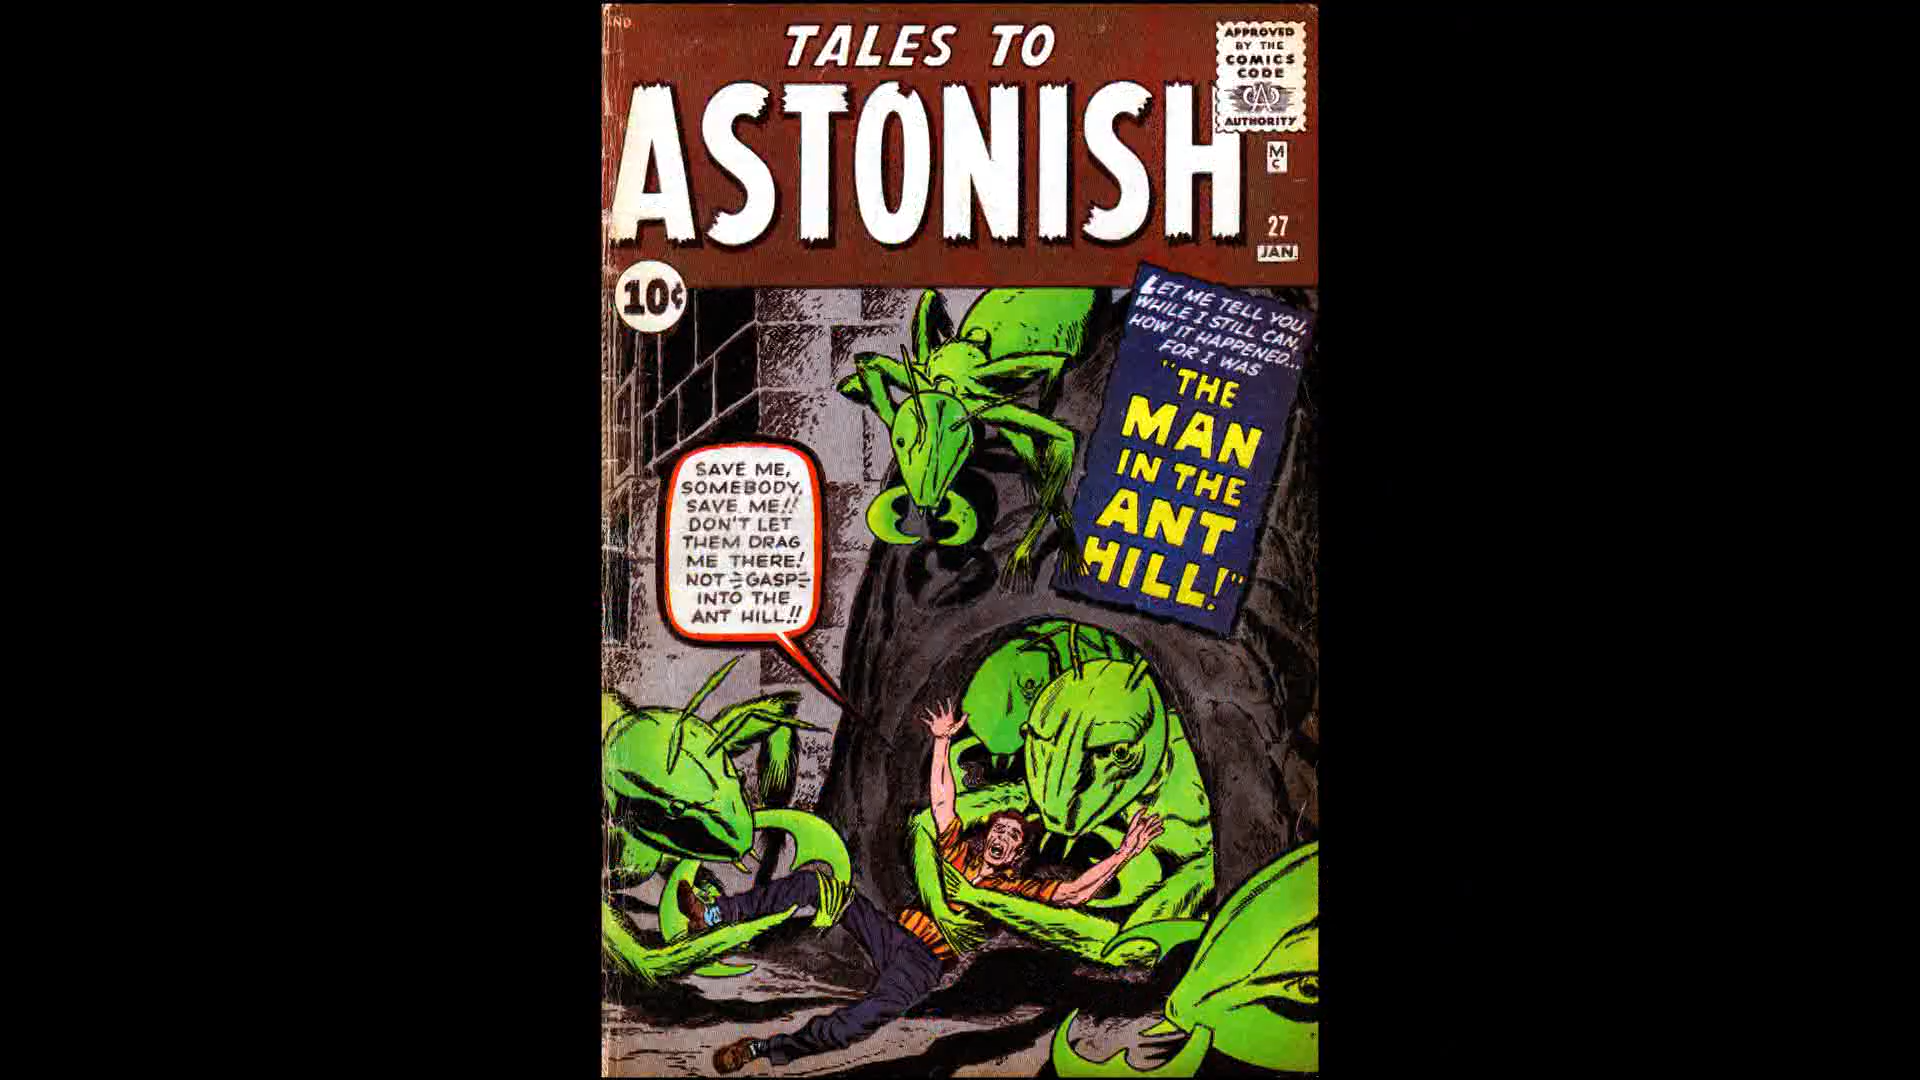 IND.
TALES TO
ASTONISH
APPROVED
BY THE
COMICS
CODE
CA
AUTHORITY
M
C
27
JAN.
10¢
LET ME TELL YOU,
WHILE I STILL CAN,
HOW IT HAPPENED...
FOR I WAS
"THE
MAN
IN THE
ANT
HILL!"
SAVE ME,
SOMEBODY,
SAVE ME!!
DON'T LET
THEM DRAG
ME THERE!
NOT GASP
INTO THE
ANT HILL!!